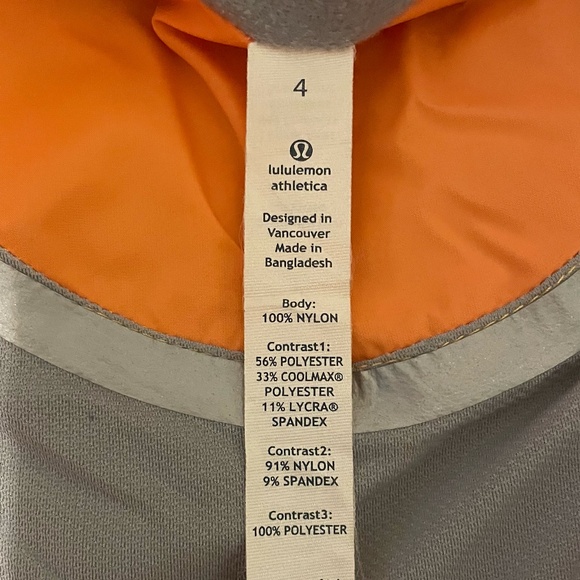 4
lululemon
athletica
Designed in
Vancouver
Made in
Bangladesh
Body:
100% NYLON
Contrast1:
56% POLYESTER
33% COOLMAX®
POLYESTER
11% LYCRA®
SPANDEX
Contrast2:
91% NYLON
9% SPANDEX
Contrast3:
100% POLYESTER